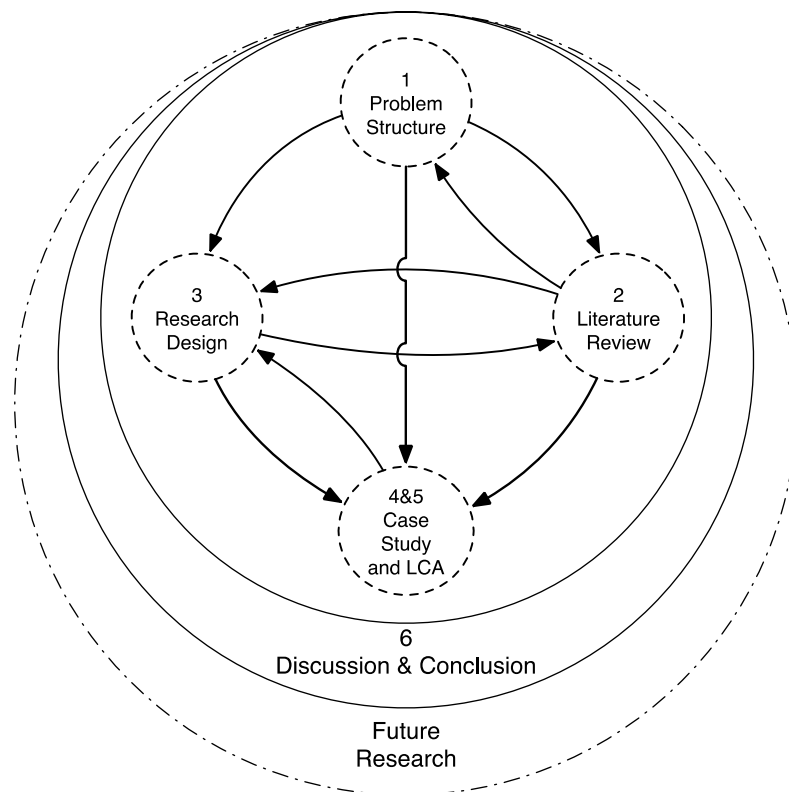 1
Problem
Structure
3
Research
Design
2
Literature
Review
4&5
Case
Study
and LCA
6
Discussion & Conclusion
Future
Research